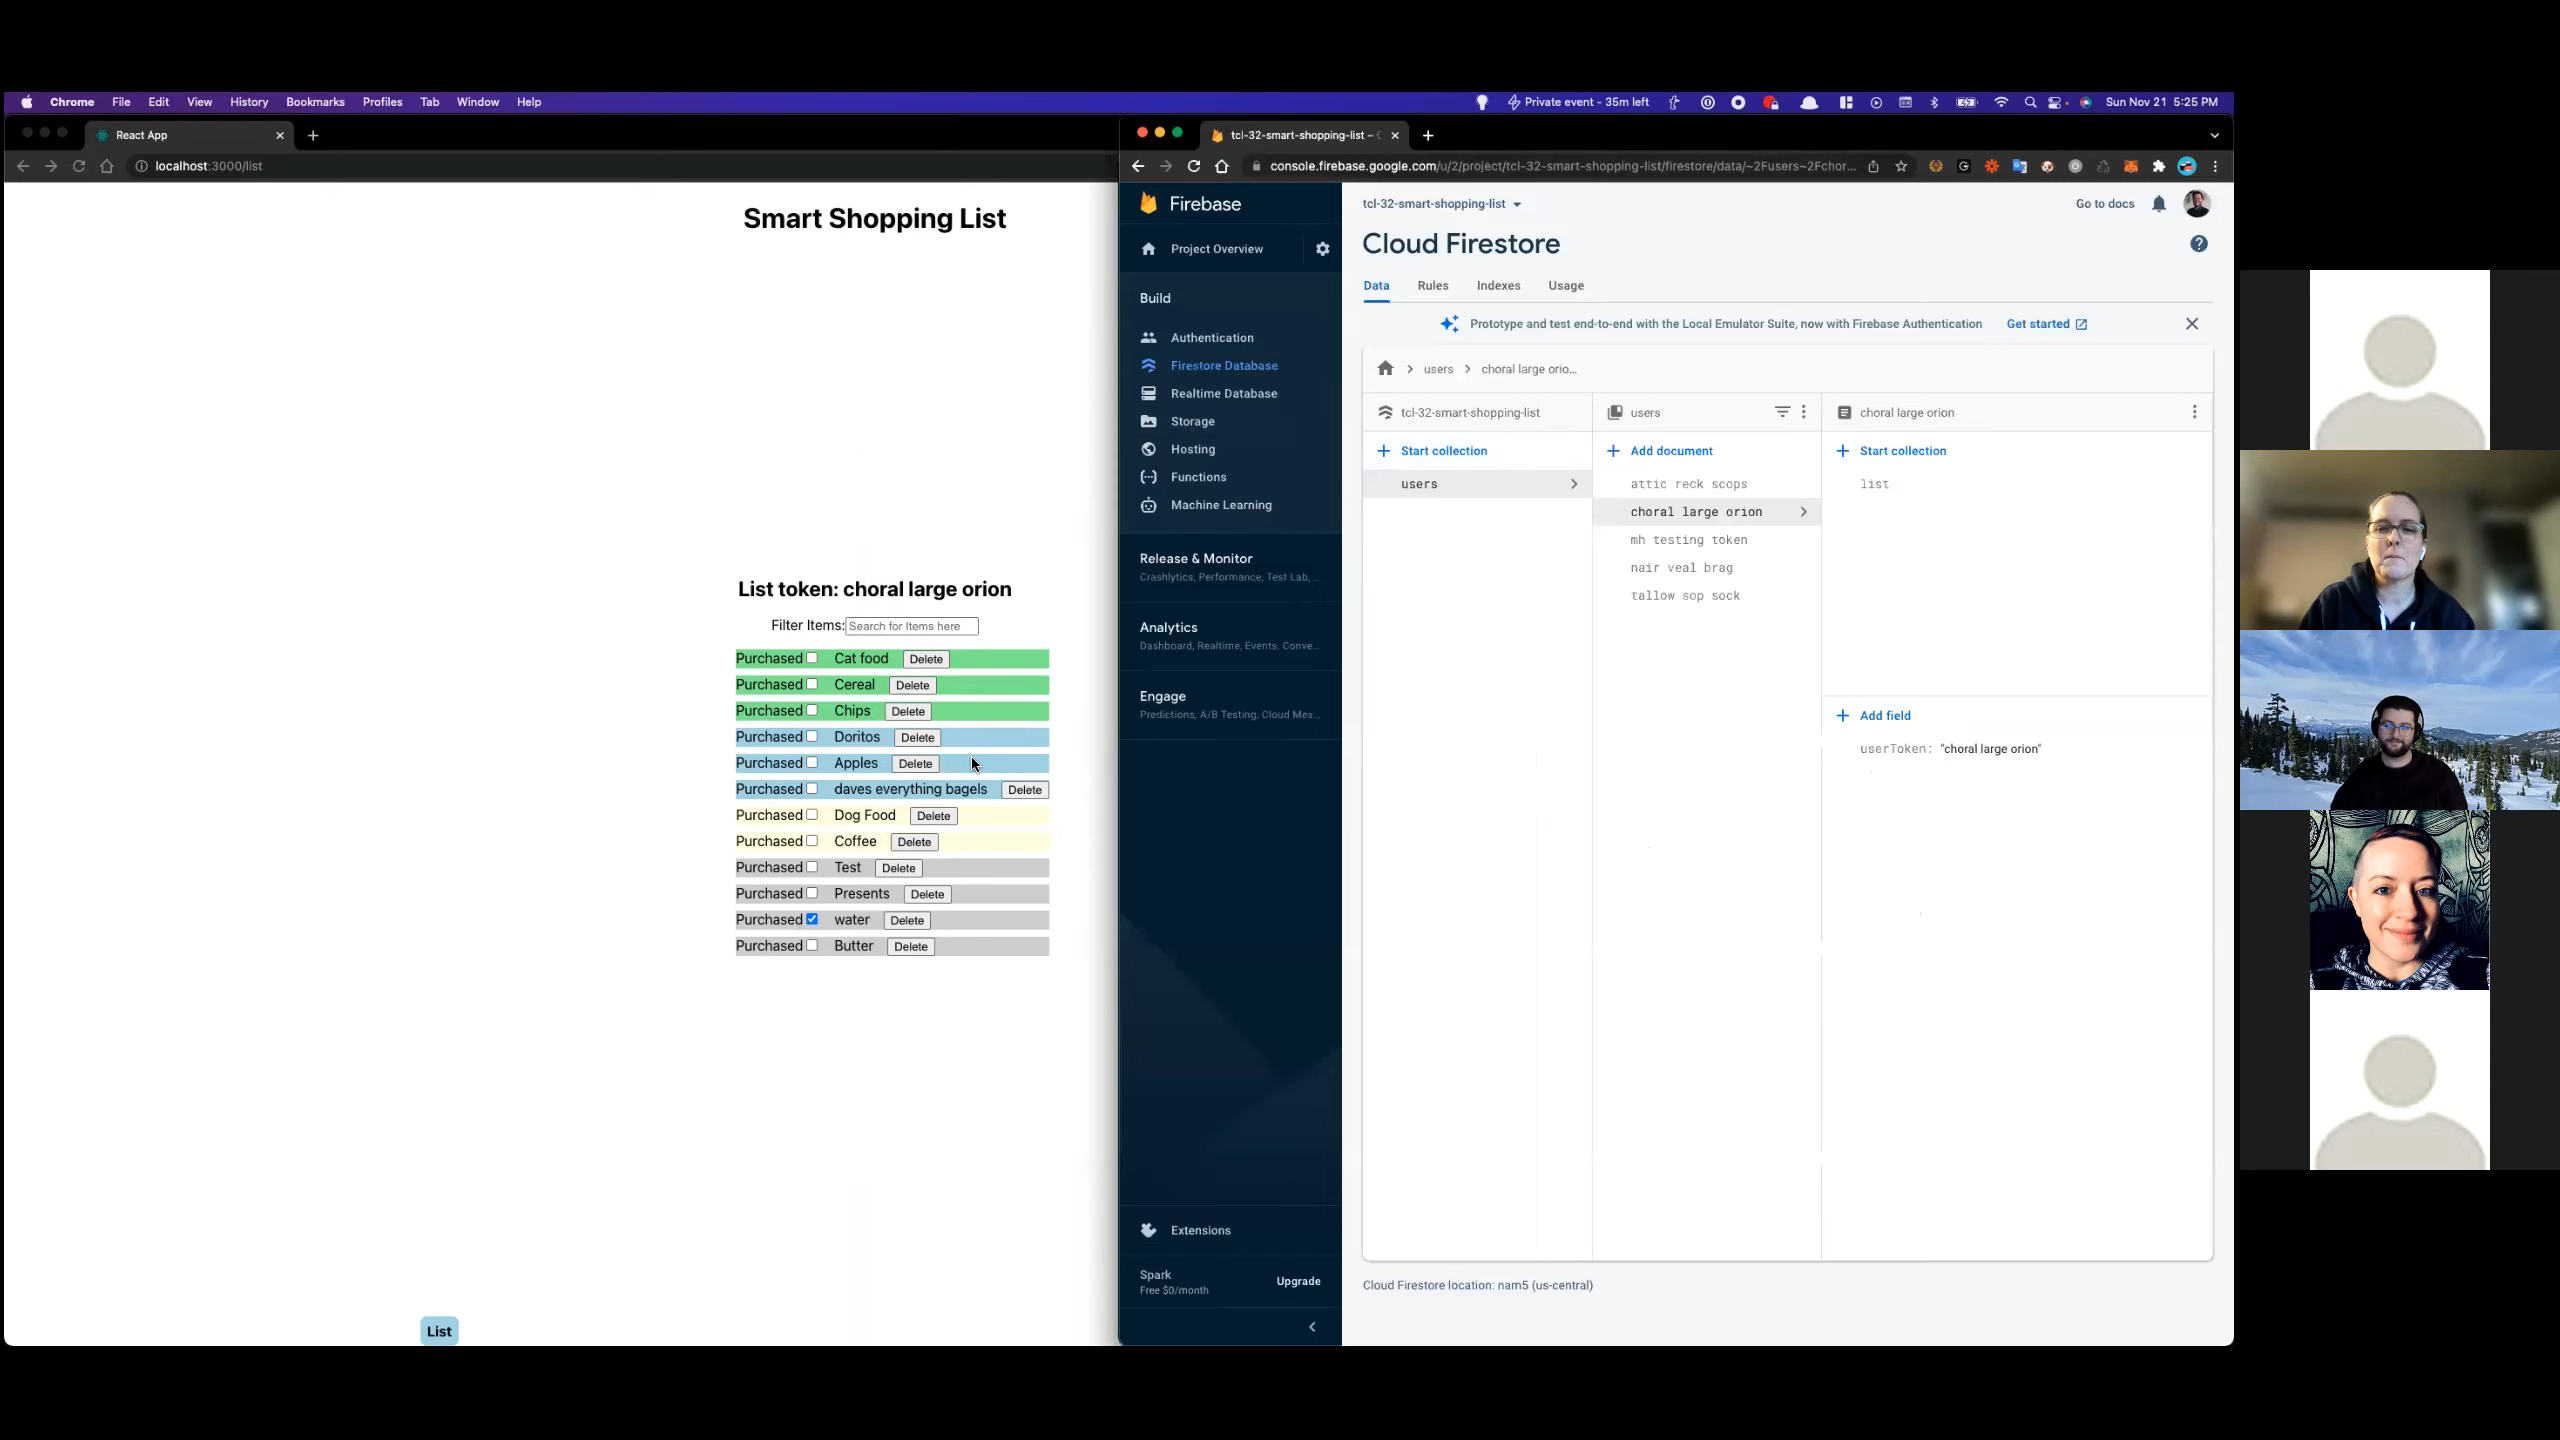 Chrome File Edit View History Bookmarks Profiles Tab Window Help
Private event - 35m left
Sun Nov 21 5:25 PM
React App
localhost:3000/list
Smart Shopping List
List token: choral large orion
Filter Items: Search for Items here
Purchased Cat food Delete
Purchased Cereal Delete
Purchased Chips Delete
Purchased Doritos Delete
Purchased Apples Delete
Purchased daves everything bagels Delete
Purchased Dog Food Delete
Purchased Coffee Delete
Purchased Test Delete
Purchased Presents Delete
Purchased water Delete
Purchased Butter Delete
List
tcl-32-smart-shopping-list – C
console.firebase.google.com/u/2/project/tcl-32-smart-shopping-list/firestore/data/~2Fusers~2Fchor...
Firebase
Project Overview
Build
Authentication
Firestore Database
Realtime Database
Storage
Hosting
Functions
Machine Learning
Release & Monitor
Crashlytics, Performance, Test Lab, ...
Analytics
Dashboard, Realtime, Events, Conve...
Engage
Predictions, A/B Testing, Cloud Mes...
Extensions
Spark
Free $0/month
Upgrade
tcl-32-smart-shopping-list
Go to docs
Cloud Firestore
Data Rules Indexes Usage
Prototype and test end-to-end with the Local Emulator Suite, now with Firebase Authentication Get started
users choral large orio...
tcl-32-smart-shopping-list
Start collection
users
users
Add document
attic reck scops
choral large orion
mh testing token
nair veal brag
tallow sop sock
choral large orion
Start collection
list
Add field
userToken: "choral large orion"
Cloud Firestore location: nam5 (us-central)